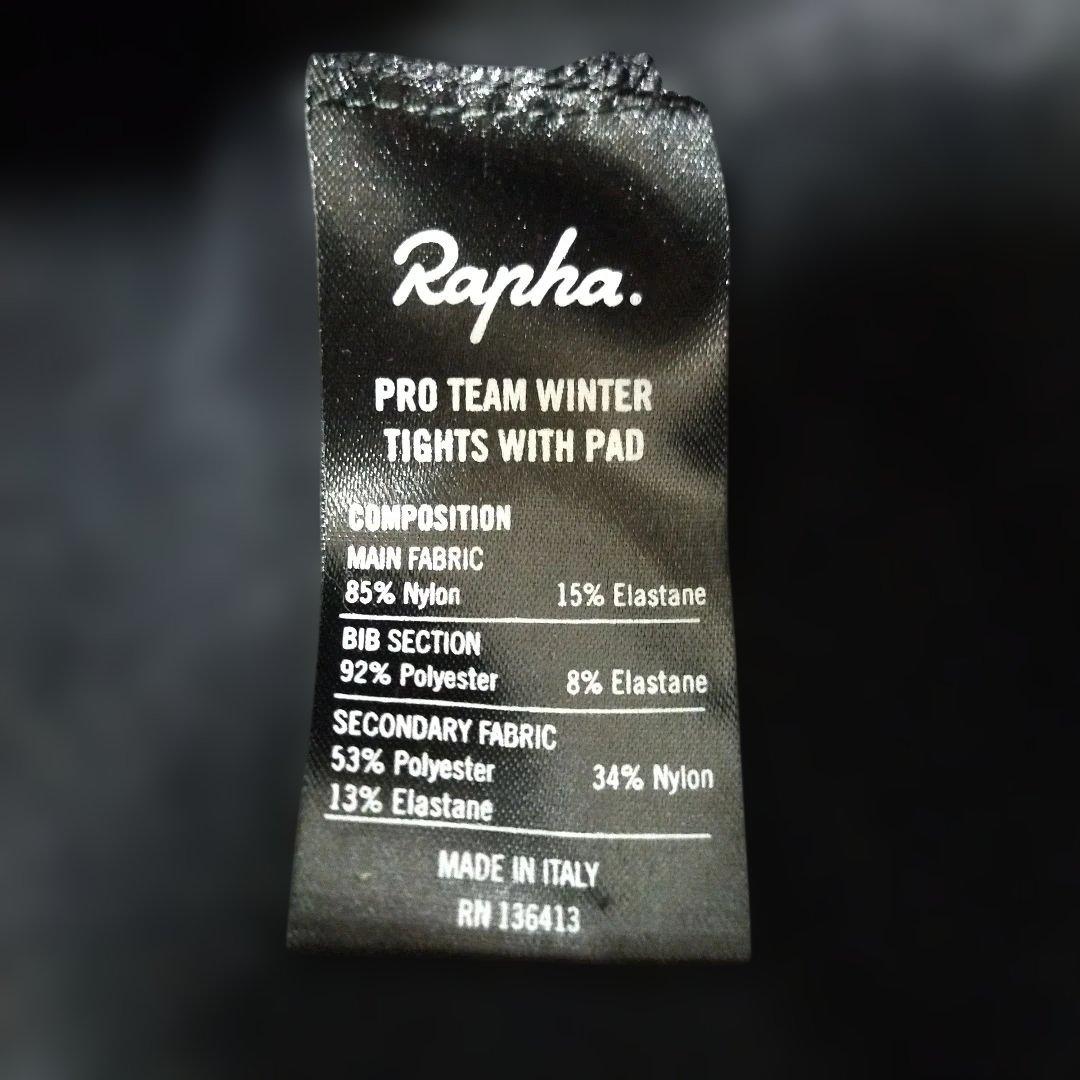 Rapha.
PRO TEAM WINTER
TIGHTS WITH PAD
COMPOSITION
MAIN FABRIC
85% Nylon 15% Elastane
BIB SECTION
92% Polyester 8% Elastane
SECONDARY FABRIC
53% Polyester 34% Nylon
13% Elastane
MADE IN ITALY
RN 136413